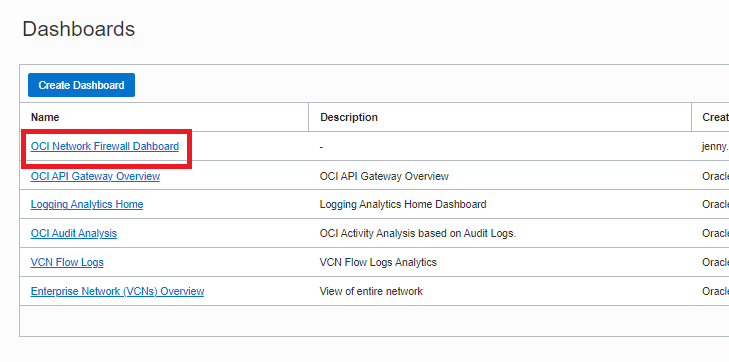 Dashboards
Create Dashboard
Name Description Creat
OCI Network Firewall Dahboard - jenny.
OCI API Gateway Overview OCI API Gateway Overview Oracle
Logging Analytics Home Logging Analytics Home Dashboard Oracle
OCI Audit Analysis OCI Activity Analysis based on Audit Logs. Oracle
VCN Flow Logs VCN Flow Logs Analytics Oracle
Enterprise Network (VCNs) Overview View of entire network Oracle